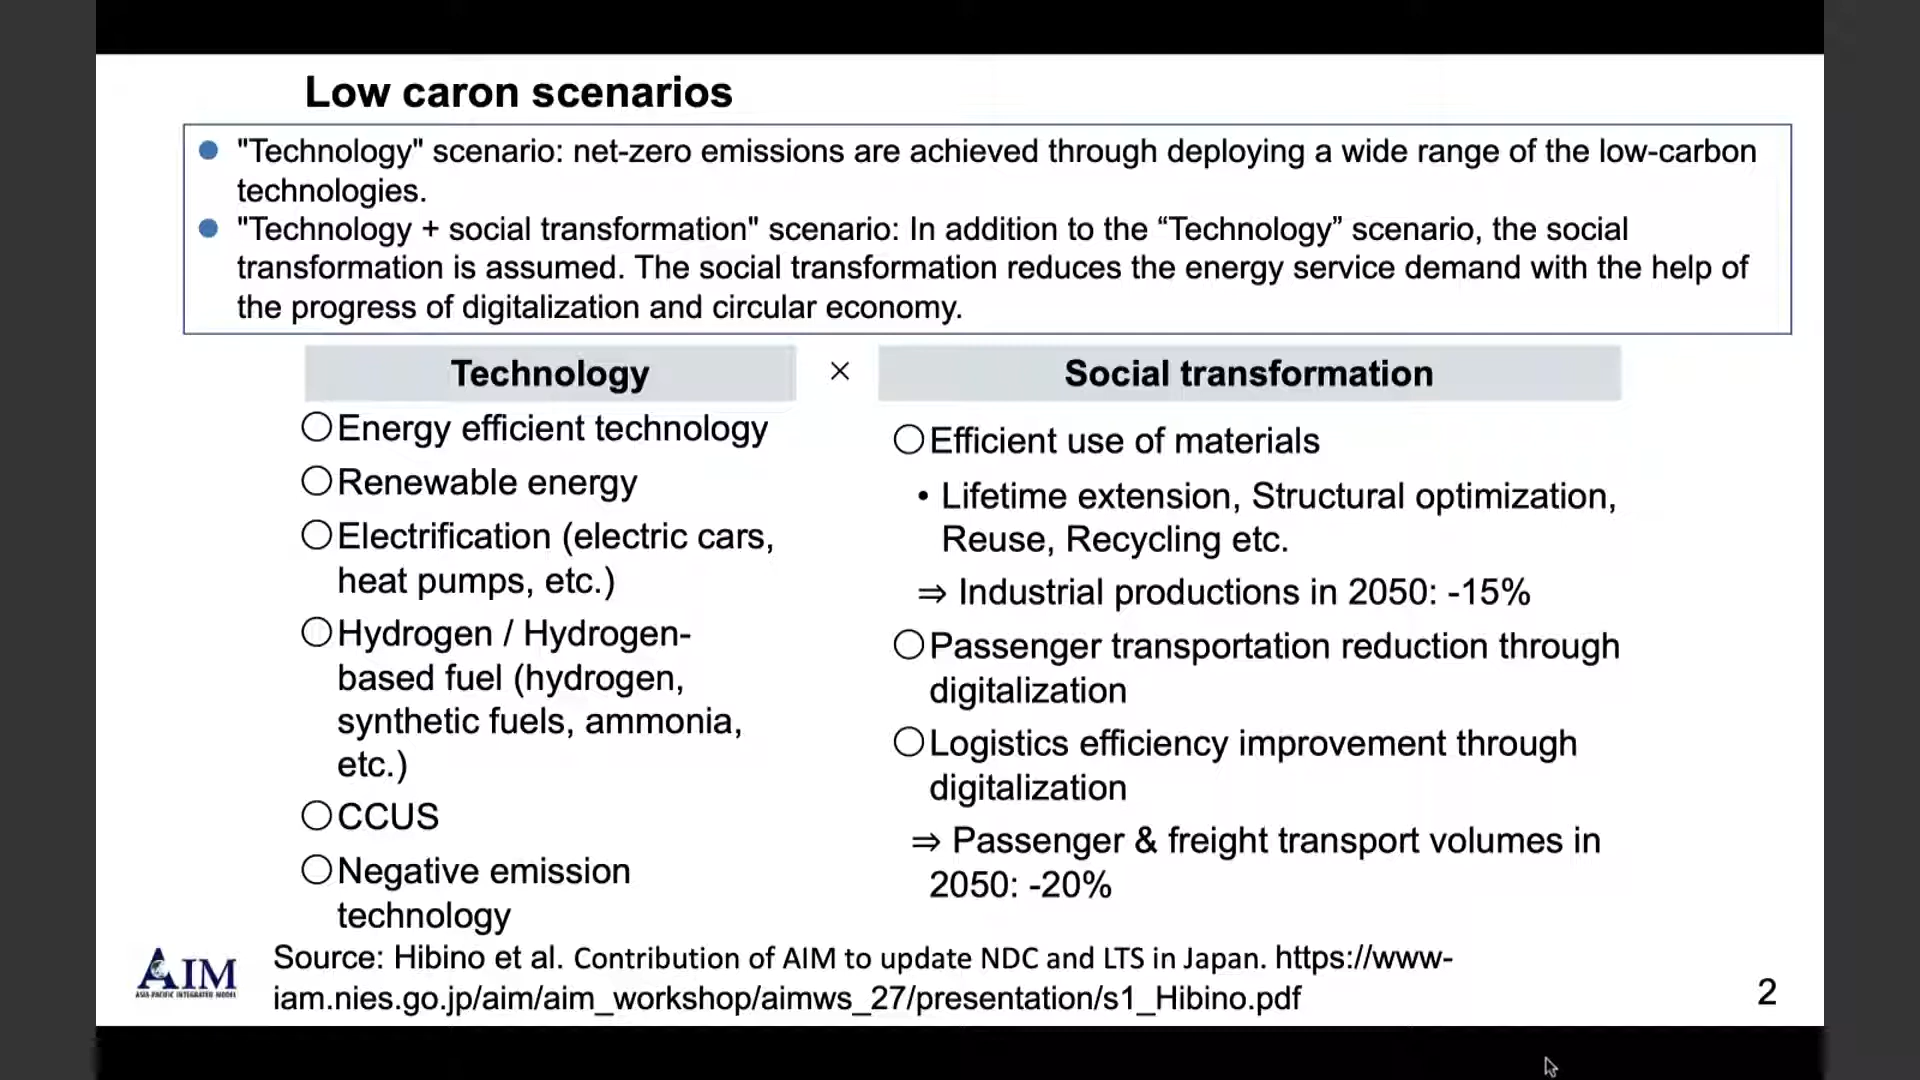 Low caron scenarios
● "Technology" scenario: net-zero emissions are achieved through deploying a wide range of the low-carbon
technologies.
● "Technology + social transformation" scenario: In addition to the “Technology” scenario, the social
transformation is assumed. The social transformation reduces the energy service demand with the help of
the progress of digitalization and circular economy.
Technology × Social transformation
○Energy efficient technology
○Renewable energy
○Electrification (electric cars,
heat pumps, etc.)
○Hydrogen / Hydrogen-
based fuel (hydrogen,
synthetic fuels, ammonia,
etc.)
○CCUS
○Negative emission
technology
○Efficient use of materials
• Lifetime extension, Structural optimization,
Reuse, Recycling etc.
⇒ Industrial productions in 2050: -15%
○Passenger transportation reduction through
digitalization
○Logistics efficiency improvement through
digitalization
⇒ Passenger & freight transport volumes in
2050: -20%
AIM
ASIA-PACIFIC INTEGRATED MODEL
Source: Hibino et al. Contribution of AIM to update NDC and LTS in Japan. https://www-
iam.nies.go.jp/aim/aim_workshop/aimws_27/presentation/s1_Hibino.pdf
2